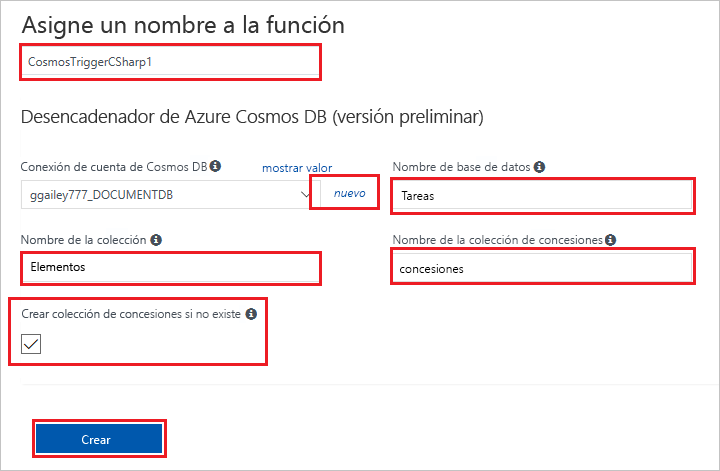 Asigne un nombre a la función
CosmosTriggerCSharp1
Desencadenador de Azure Cosmos DB (versión preliminar)
Conexión de cuenta de Cosmos DB
mostrar valor
ggailey777_DOCUMENTDB
nuevo
Nombre de base de datos
Tareas
Nombre de la colección
Elementos
Nombre de la colección de concesiones
concesiones
Crear colección de concesiones si no existe
Crear